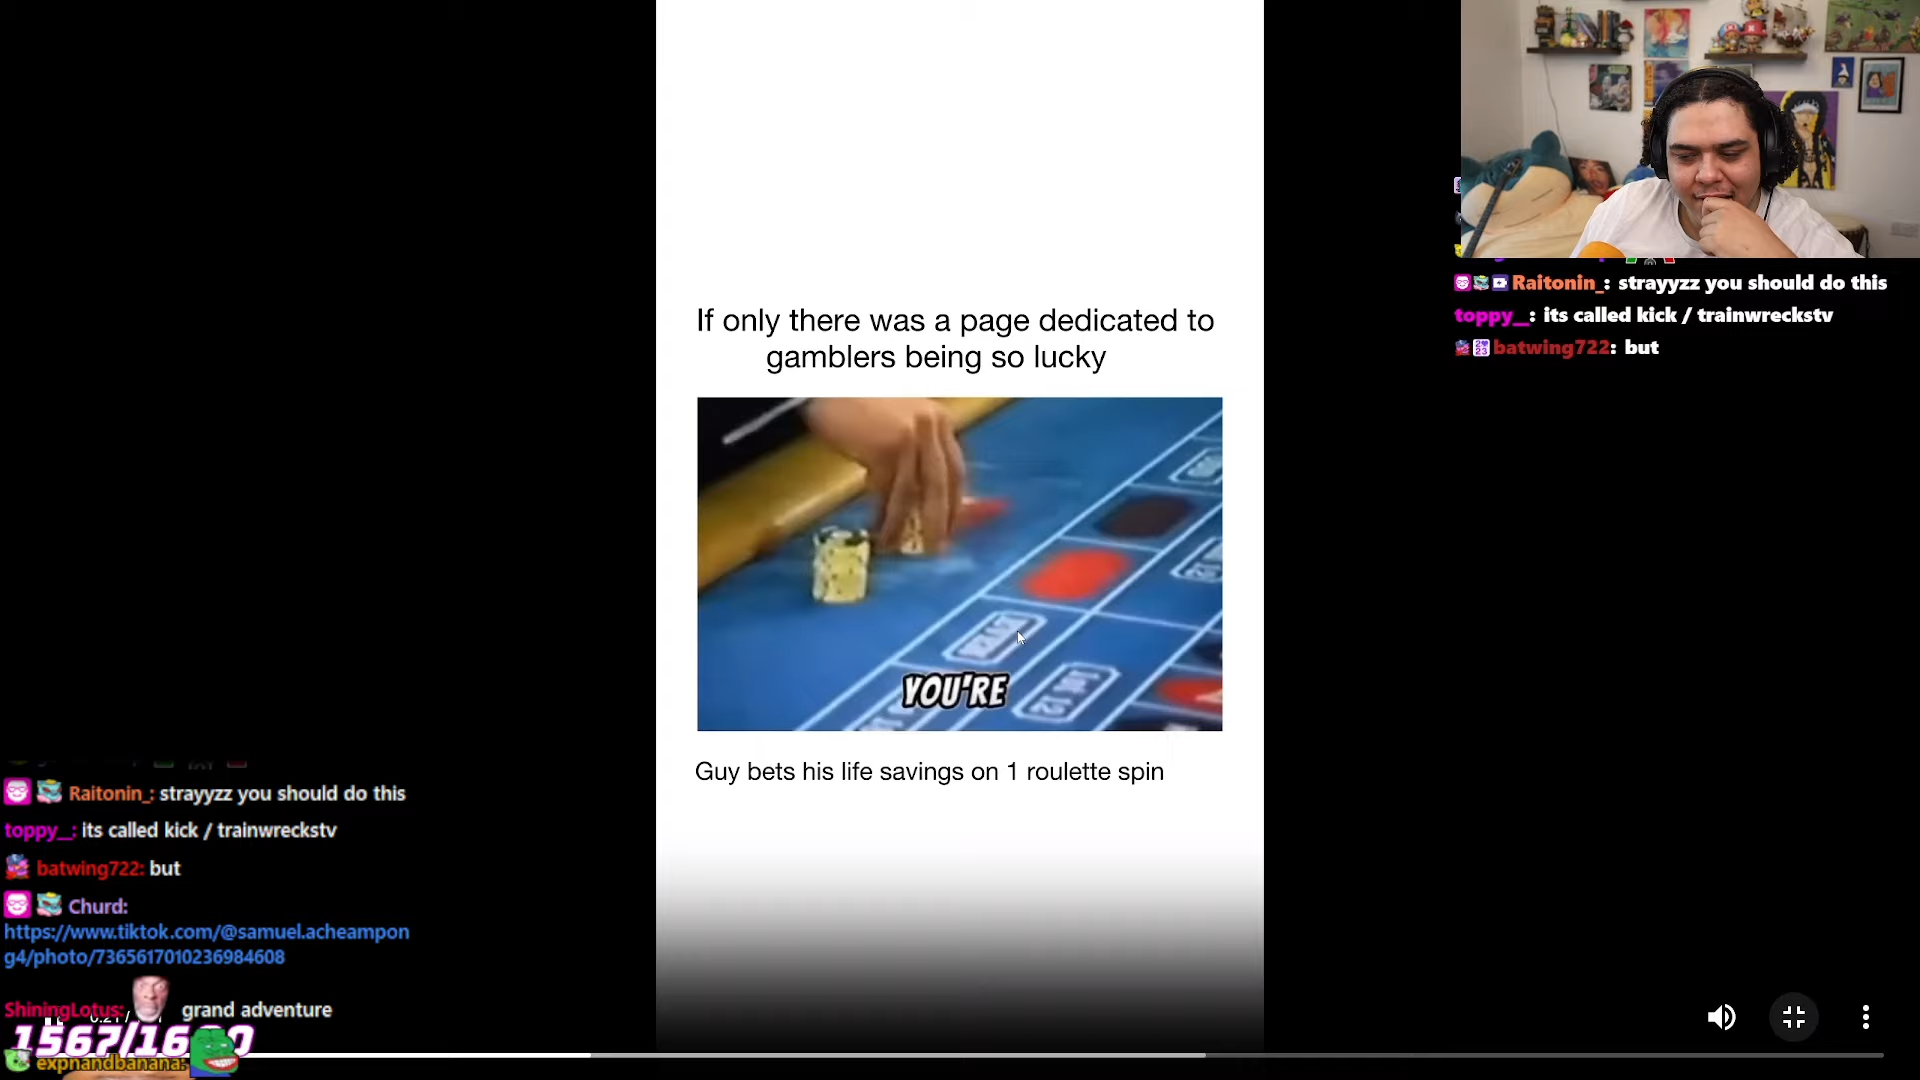 If only there was a page dedicated to
gamblers being so lucky
YOU'RE
Guy bets his life savings on 1 roulette spin
Raitonin_: strayyzz you should do this
toppy__: its called kick / trainwreckstv
batwing722: but
Raitonin_: strayyzz you should do this
toppy__: its called kick / trainwreckstv
batwing722: but
Churd:
https://www.tiktok.com/@samuel.acheampon
g4/photo/7365617010236984608
ShiningLotus: grand adventure
expnandbanana: